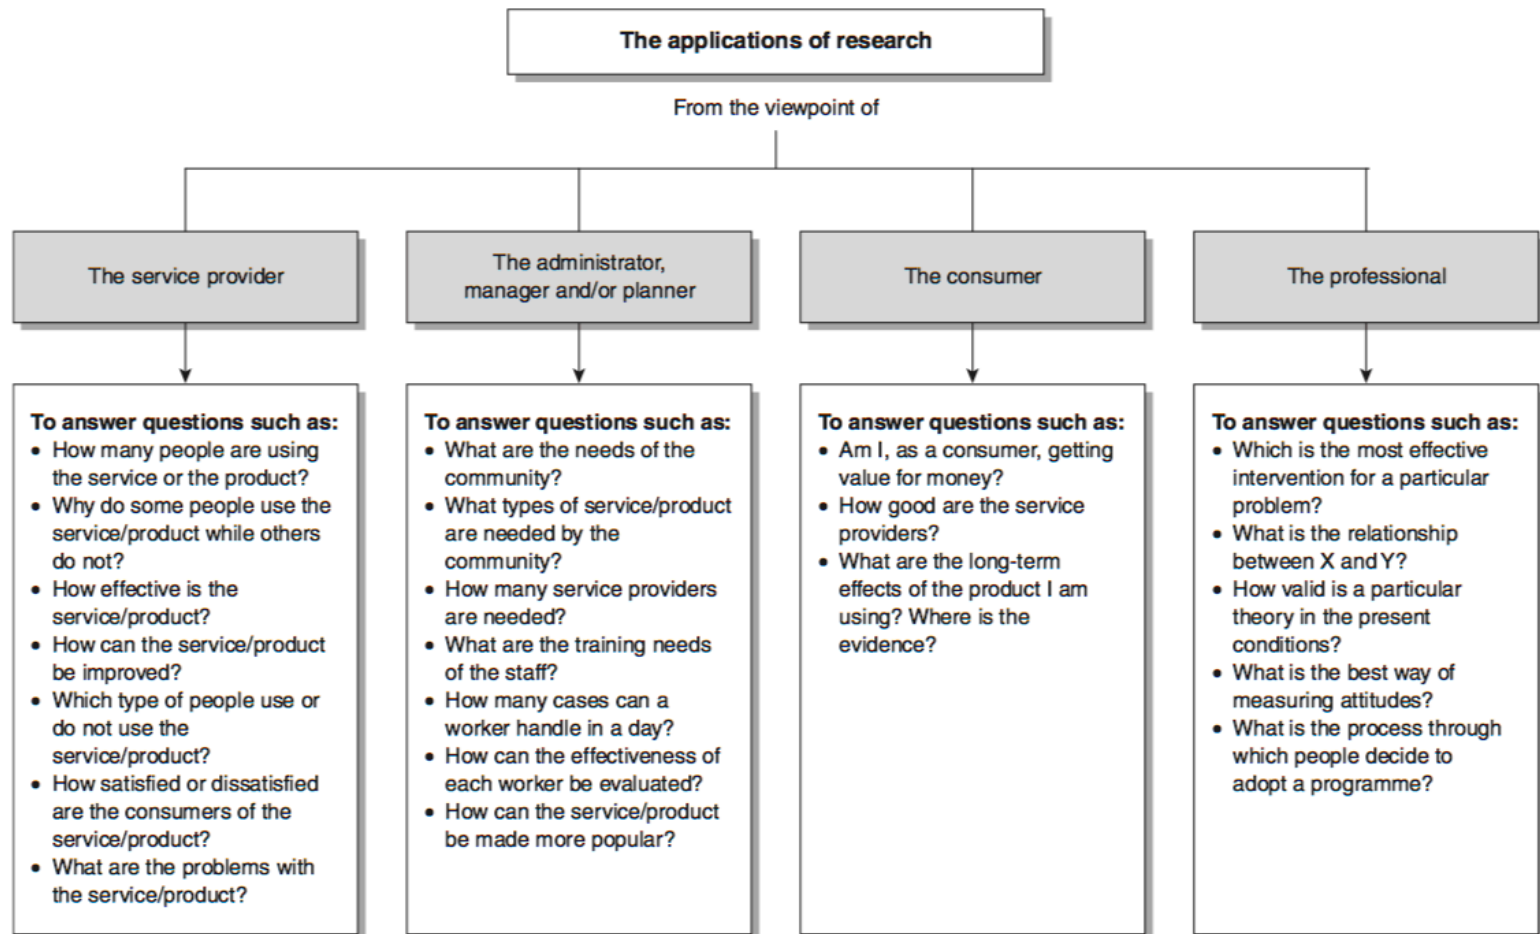 The applications of research
From the viewpoint of
The service provider
The administrator,
manager and/or planner
The consumer
The professional
To answer questions such as:
• How many people are using
the service or the product?
• Why do some people use the
service/product while others
do not?
• How effective is the
service/product?
• How can the service/product
be improved?
• Which type of people use or
do not use the
service/product?
• How satisfied or dissatisfied
are the consumers of the
service/product?
• What are the problems with
the service/product?
To answer questions such as:
• What are the needs of the
community?
• What types of service/product
are needed by the
community?
• How many service providers
are needed?
• What are the training needs
of the staff?
• How many cases can a
worker handle in a day?
• How can the effectiveness of
each worker be evaluated?
• How can the service/product
be made more popular?
To answer questions such as:
• Am I, as a consumer, getting
value for money?
• How good are the service
providers?
• What are the long-term
effects of the product I am
using? Where is the
evidence?
To answer questions such as:
• Which is the most effective
intervention for a particular
problem?
• What is the relationship
between X and Y?
• How valid is a particular
theory in the present
conditions?
• What is the best way of
measuring attitudes?
• What is the process through
which people decide to
adopt a programme?